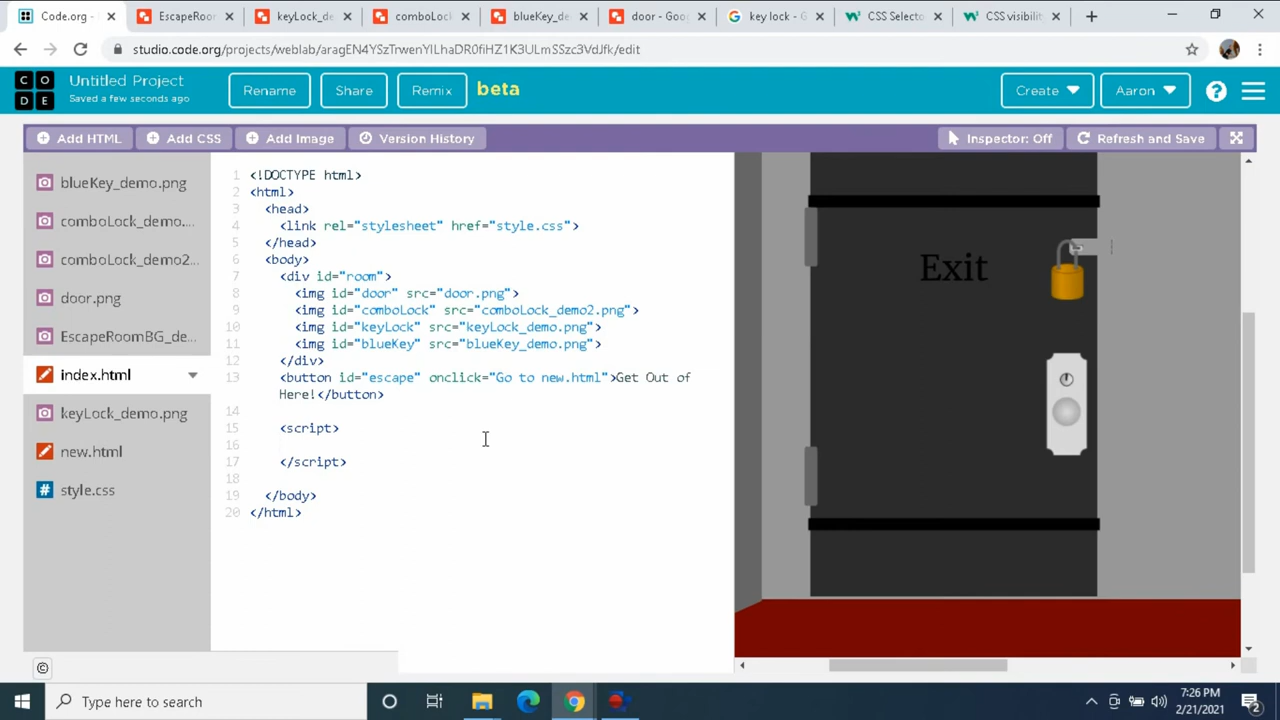 Code.org
EscapeRoo
keyLock_de
comboLock
blueKey_de
door - Goo
key lock - G
CSS Selecto
CSS visibilit
studio.code.org/projects/weblab/aragEN4YSzTrwenYILhaDR0fiHZ1K3ULmSSzc3VdJfk/edit
C O
D E
Untitled Project
Saved a few seconds ago
Rename
Share
Remix
beta
Create
Aaron
?
Add HTML
Add CSS
Add Image
Version History
Inspector: Off
Refresh and Save
blueKey_demo.png
comboLock_demo....
comboLock_demo2...
door.png
EscapeRoomBG_de...
index.html
keyLock_demo.png
new.html
style.css
1 <!DOCTYPE html>
2 <html>
3 <head>
4 <link rel="stylesheet" href="style.css">
5 </head>
6 <body>
7 <div id="room">
8 <img id="door" src="door.png">
9 <img id="comboLock" src="comboLock_demo2.png">
10 <img id="keyLock" src="keyLock_demo.png">
11 <img id="blueKey" src="blueKey_demo.png">
12 </div>
13 <button id="escape" onclick="Go to new.html">Get Out of
Here!</button>
14
15 <script>
16
17 </script>
18
19 </body>
20 </html>
Exit
©
Type here to search
7:26 PM
2/21/2021
2